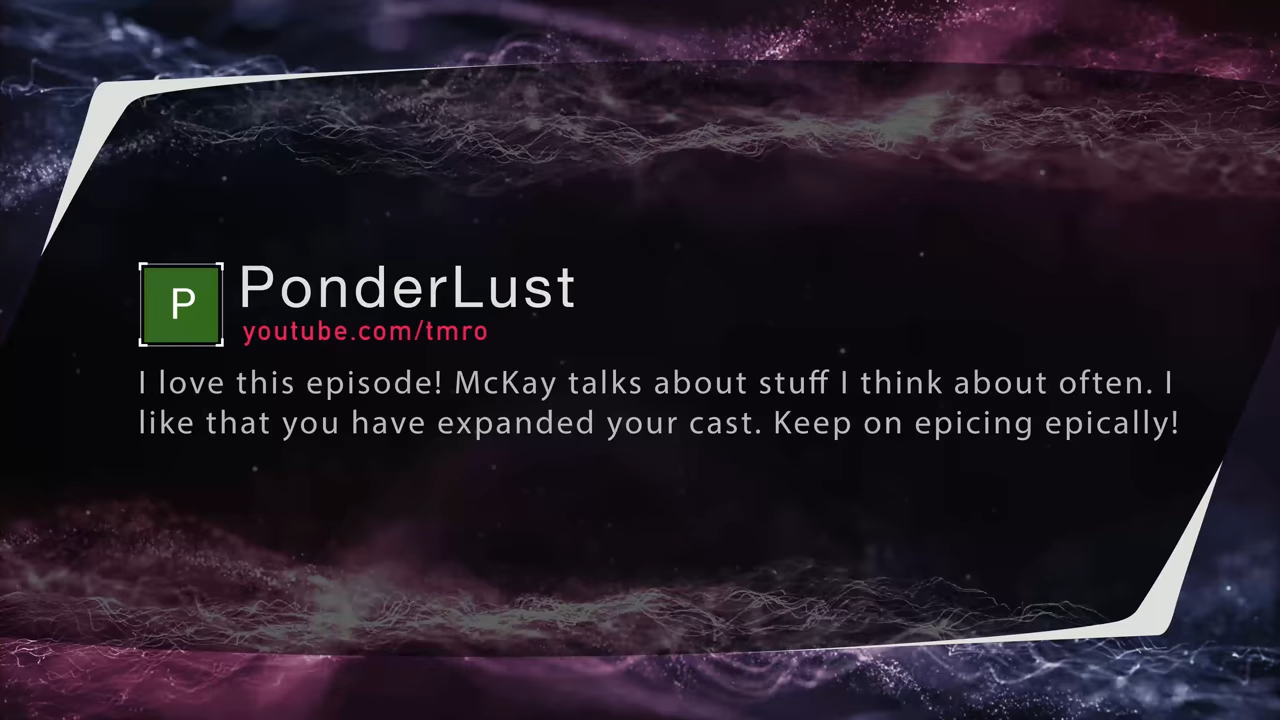 P
PonderLust
youtube.com/tmro
I love this episode! McKay talks about stuff I think about often. I
like that you have expanded your cast. Keep on epicing epically!